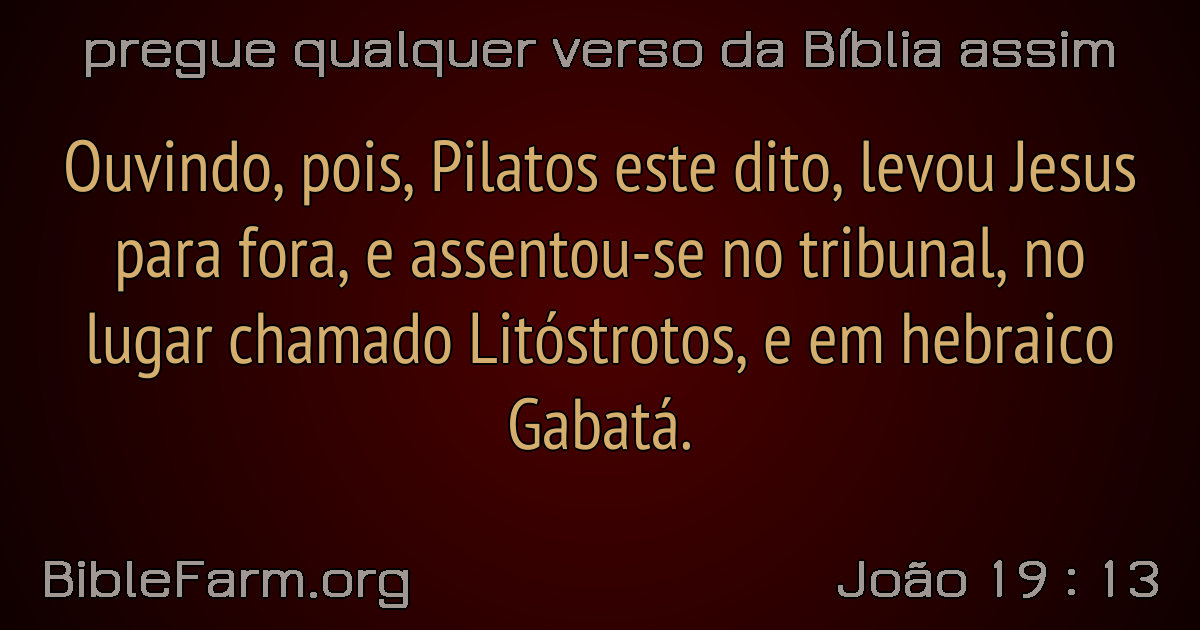 pregue qualquer verso da Bíblia assim
Ouvindo, pois, Pilatos este dito, levou Jesus
para fora, e assentou-se no tribunal, no
lugar chamado Litóstrotos, e em hebraico
Gabatá.
BibleFarm.org
João 19 : 13